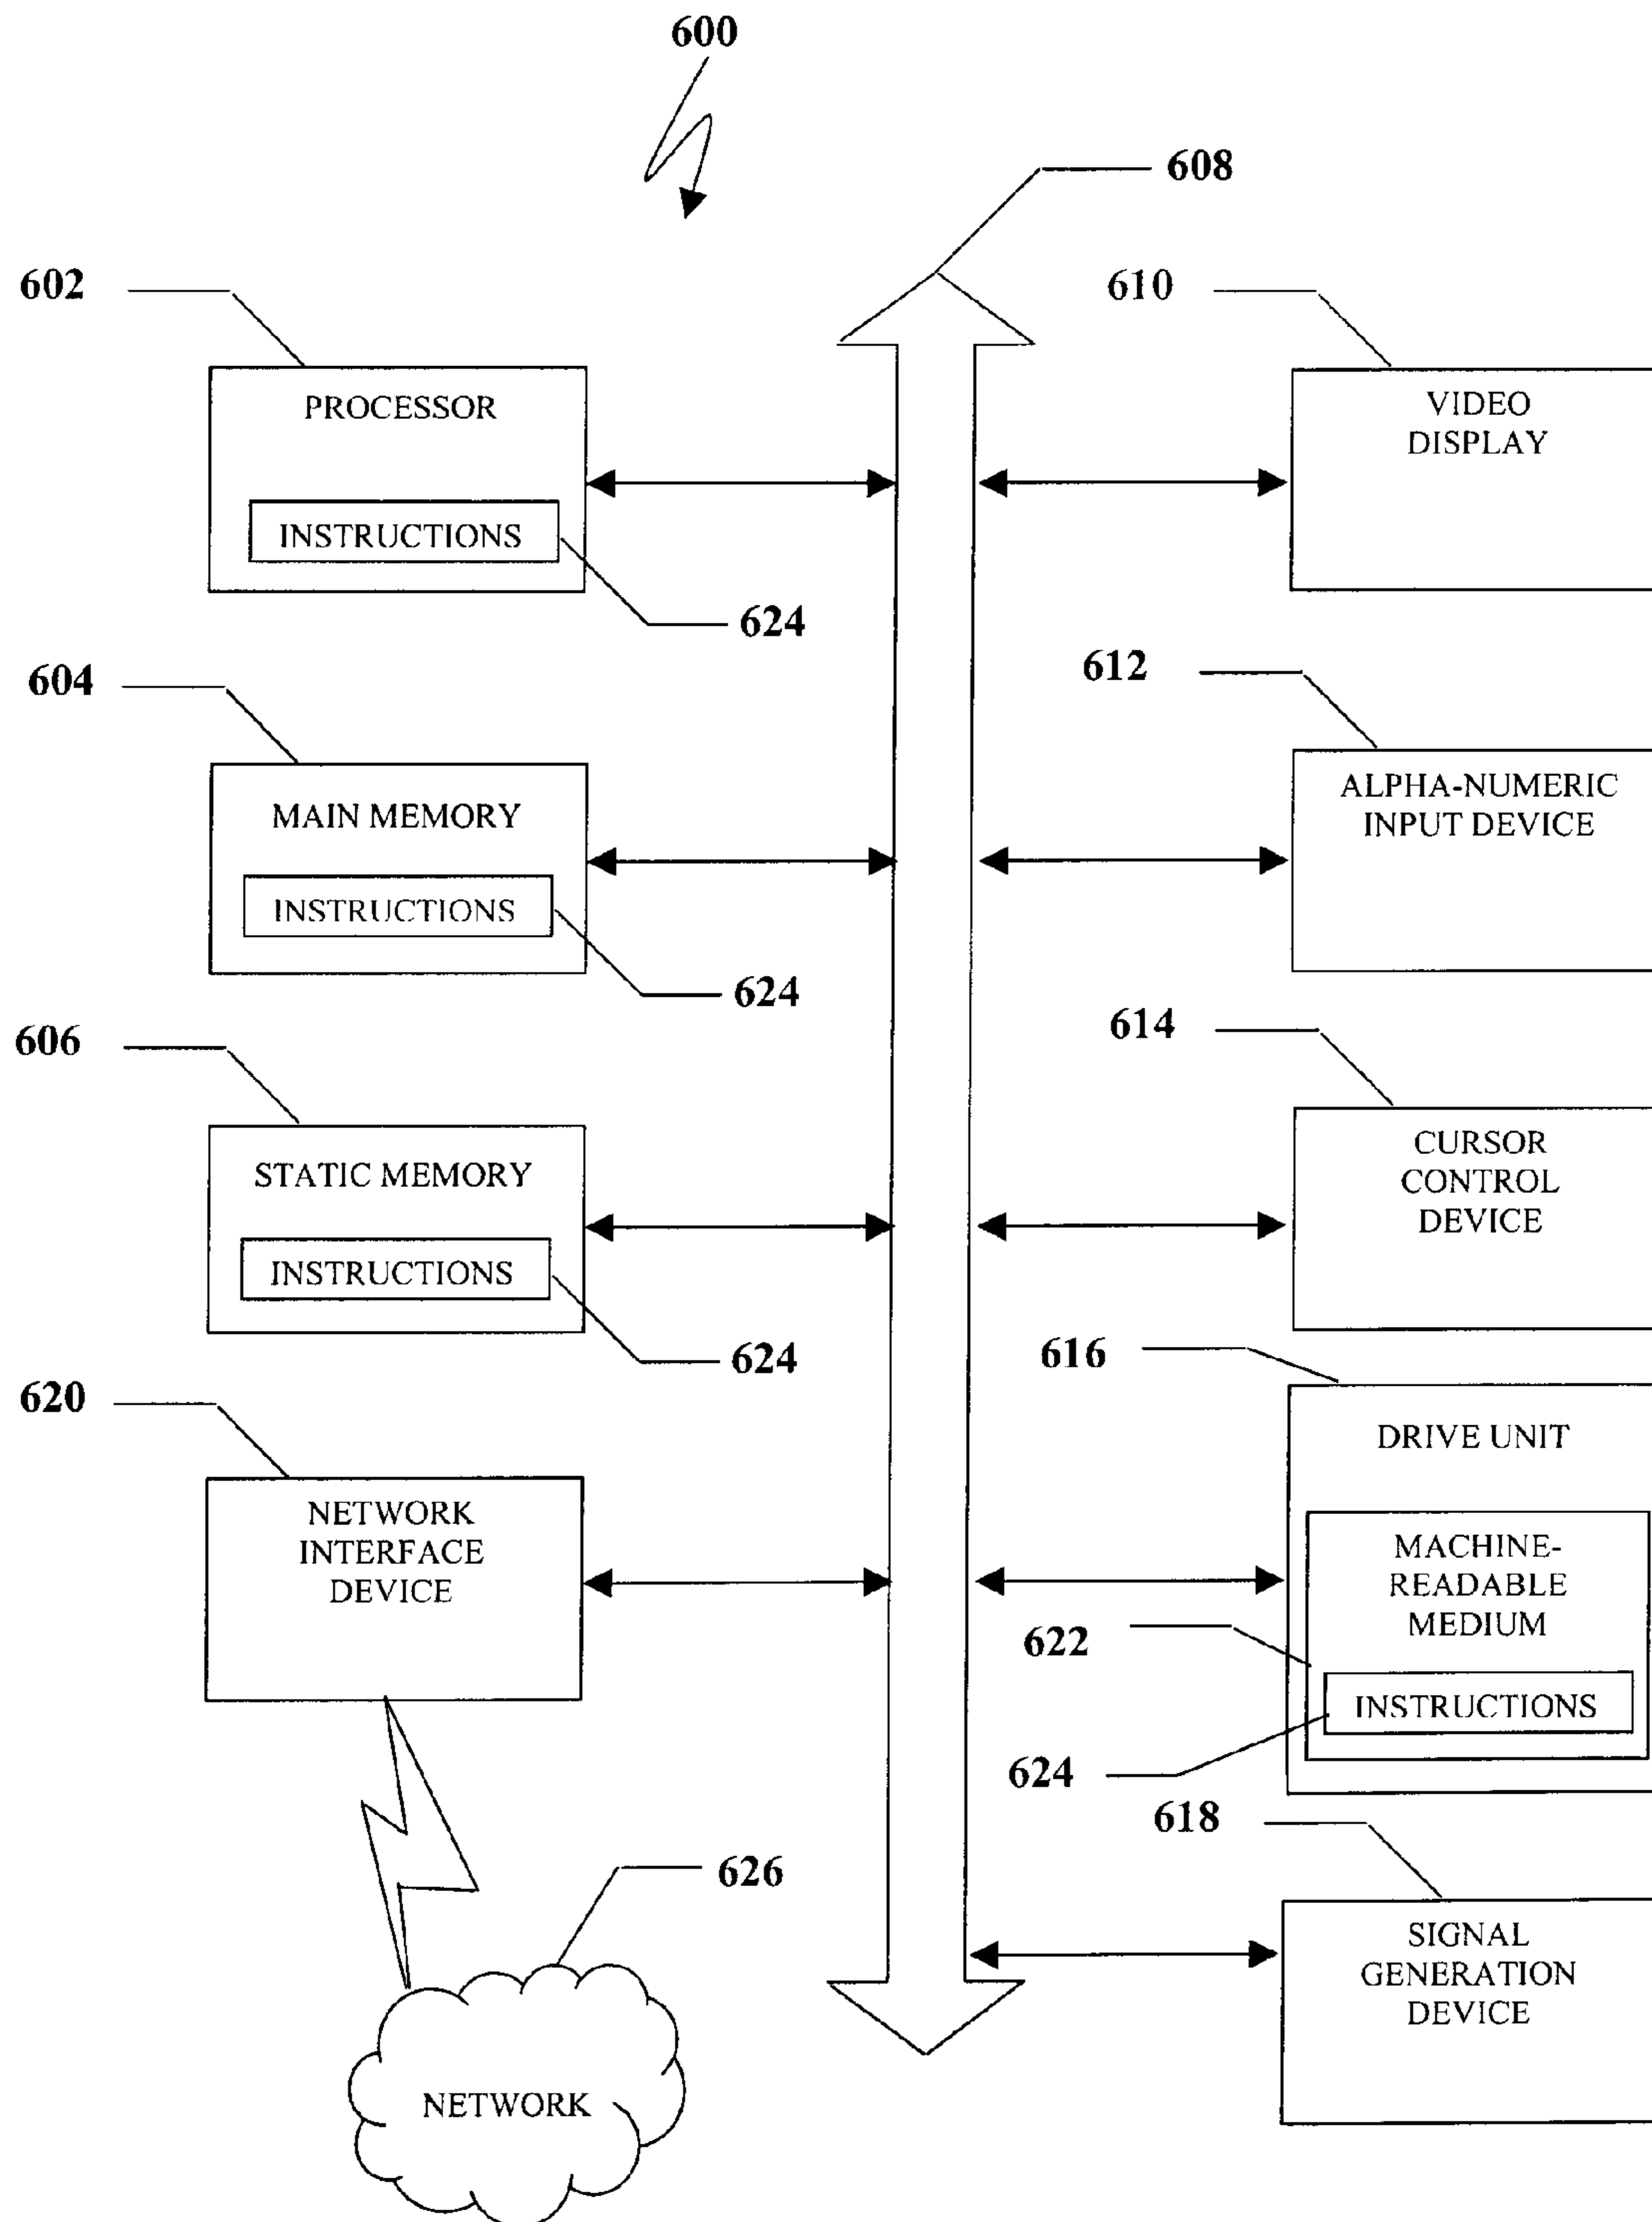 600
608
602
610
PROCESSOR
VIDEO
DISPLAY
INSTRUCTIONS
624
604
612
MAIN MEMORY
ALPHA-NUMERIC
INPUT DEVICE
INSTRUCTIONS
624
606
614
STATIC MEMORY
CURSOR
CONTROL
DEVICE
INSTRUCTIONS
624
616
620
DRIVE UNIT
NETWORK
INTERFACE
DEVICE
MACHINE-
READABLE
MEDIUM
622
INSTRUCTIONS
624
618
626
SIGNAL
GENERATION
DEVICE
NETWORK